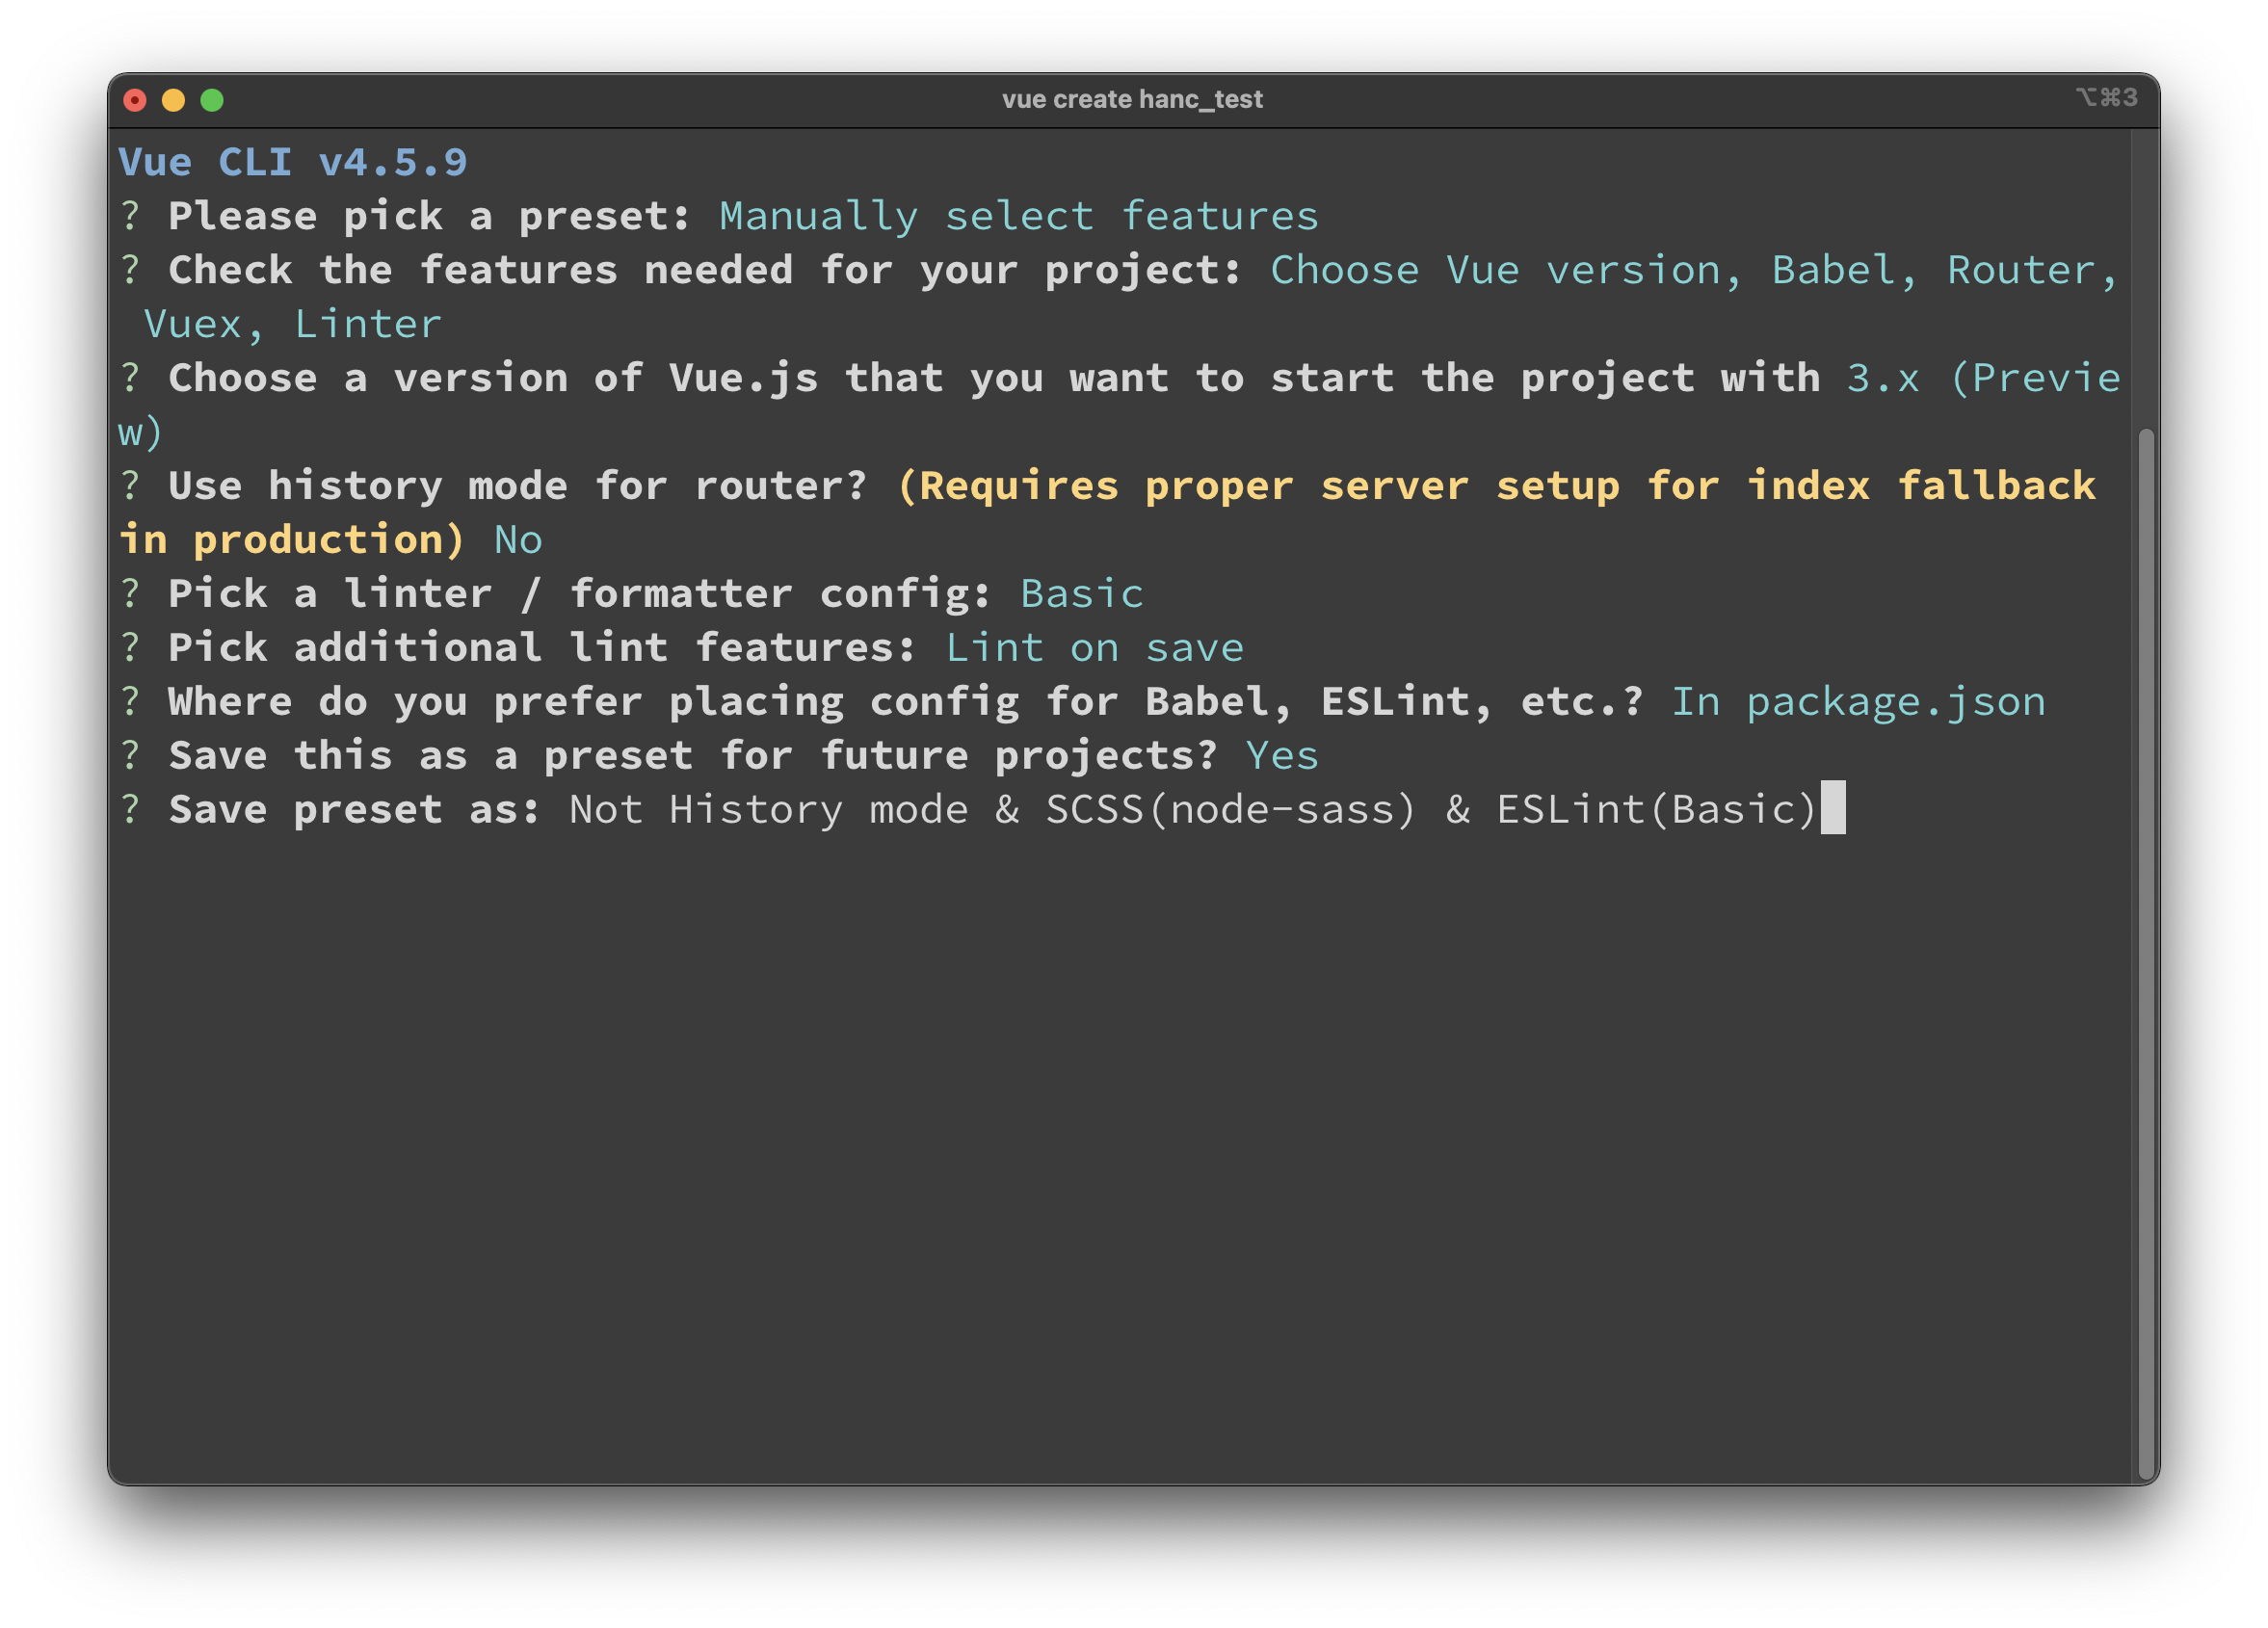 vue create hanc_test
⌥⌘3
Vue CLI v4.5.9
? Please pick a preset: Manually select features
? Check the features needed for your project: Choose Vue version, Babel, Router,
 Vuex, Linter
? Choose a version of Vue.js that you want to start the project with 3.x (Previe
w)
? Use history mode for router? (Requires proper server setup for index fallback
in production) No
? Pick a linter / formatter config: Basic
? Pick additional lint features: Lint on save
? Where do you prefer placing config for Babel, ESLint, etc.? In package.json
? Save this as a preset for future projects? Yes
? Save preset as: Not History mode & SCSS(node-sass) & ESLint(Basic)